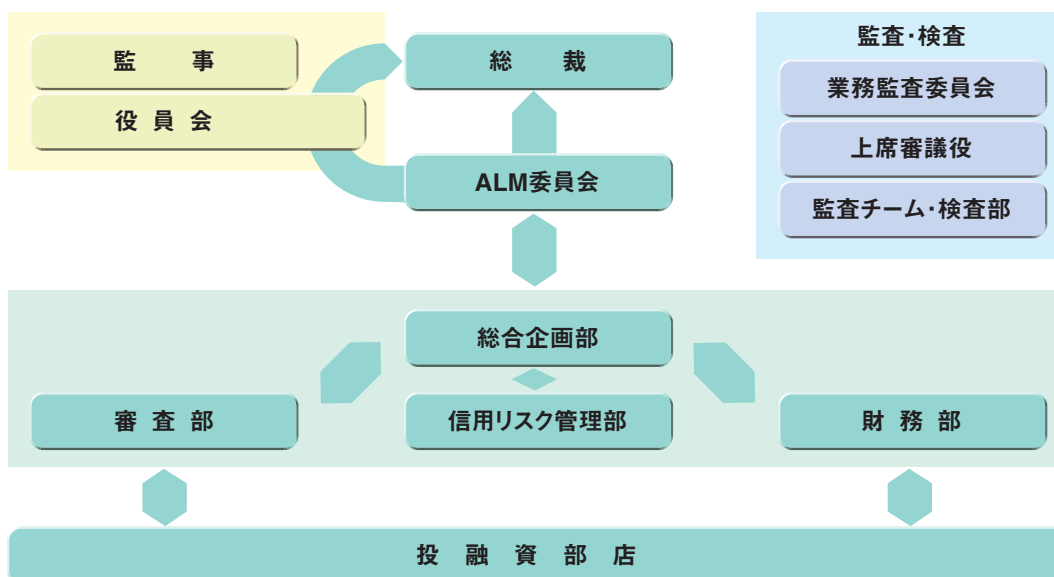 監事
役員会
総裁
ALM委員会
監査・検査
業務監査委員会
上席審議役
監査チーム・検査部
総合企画部
審査部
信用リスク管理部
財務部
投融資部店